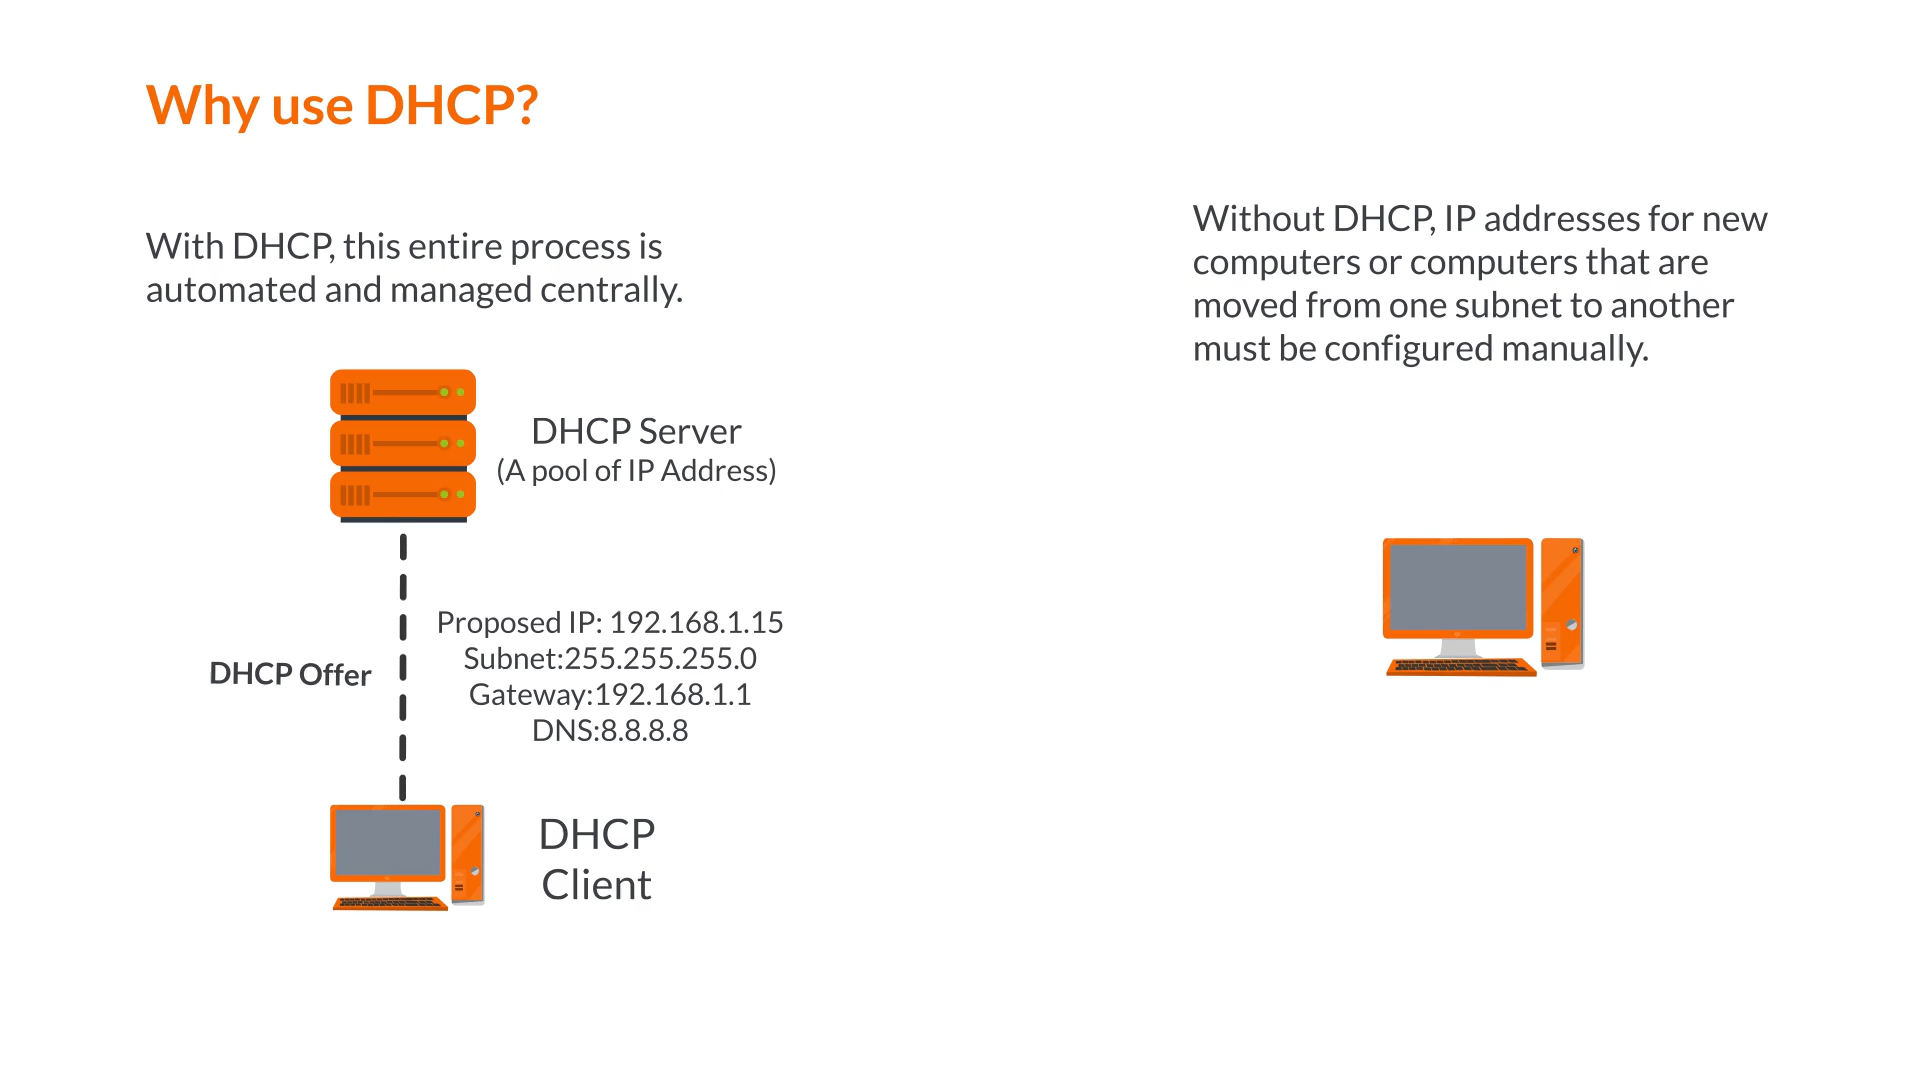 Why use DHCP?
With DHCP, this entire process is
automated and managed centrally.
DHCP Server
(A pool of IP Address)
DHCP Offer
Proposed IP: 192.168.1.15
Subnet:255.255.255.0
Gateway:192.168.1.1
DNS:8.8.8.8
DHCP
Client
Without DHCP, IP addresses for new
computers or computers that are
moved from one subnet to another
must be configured manually.